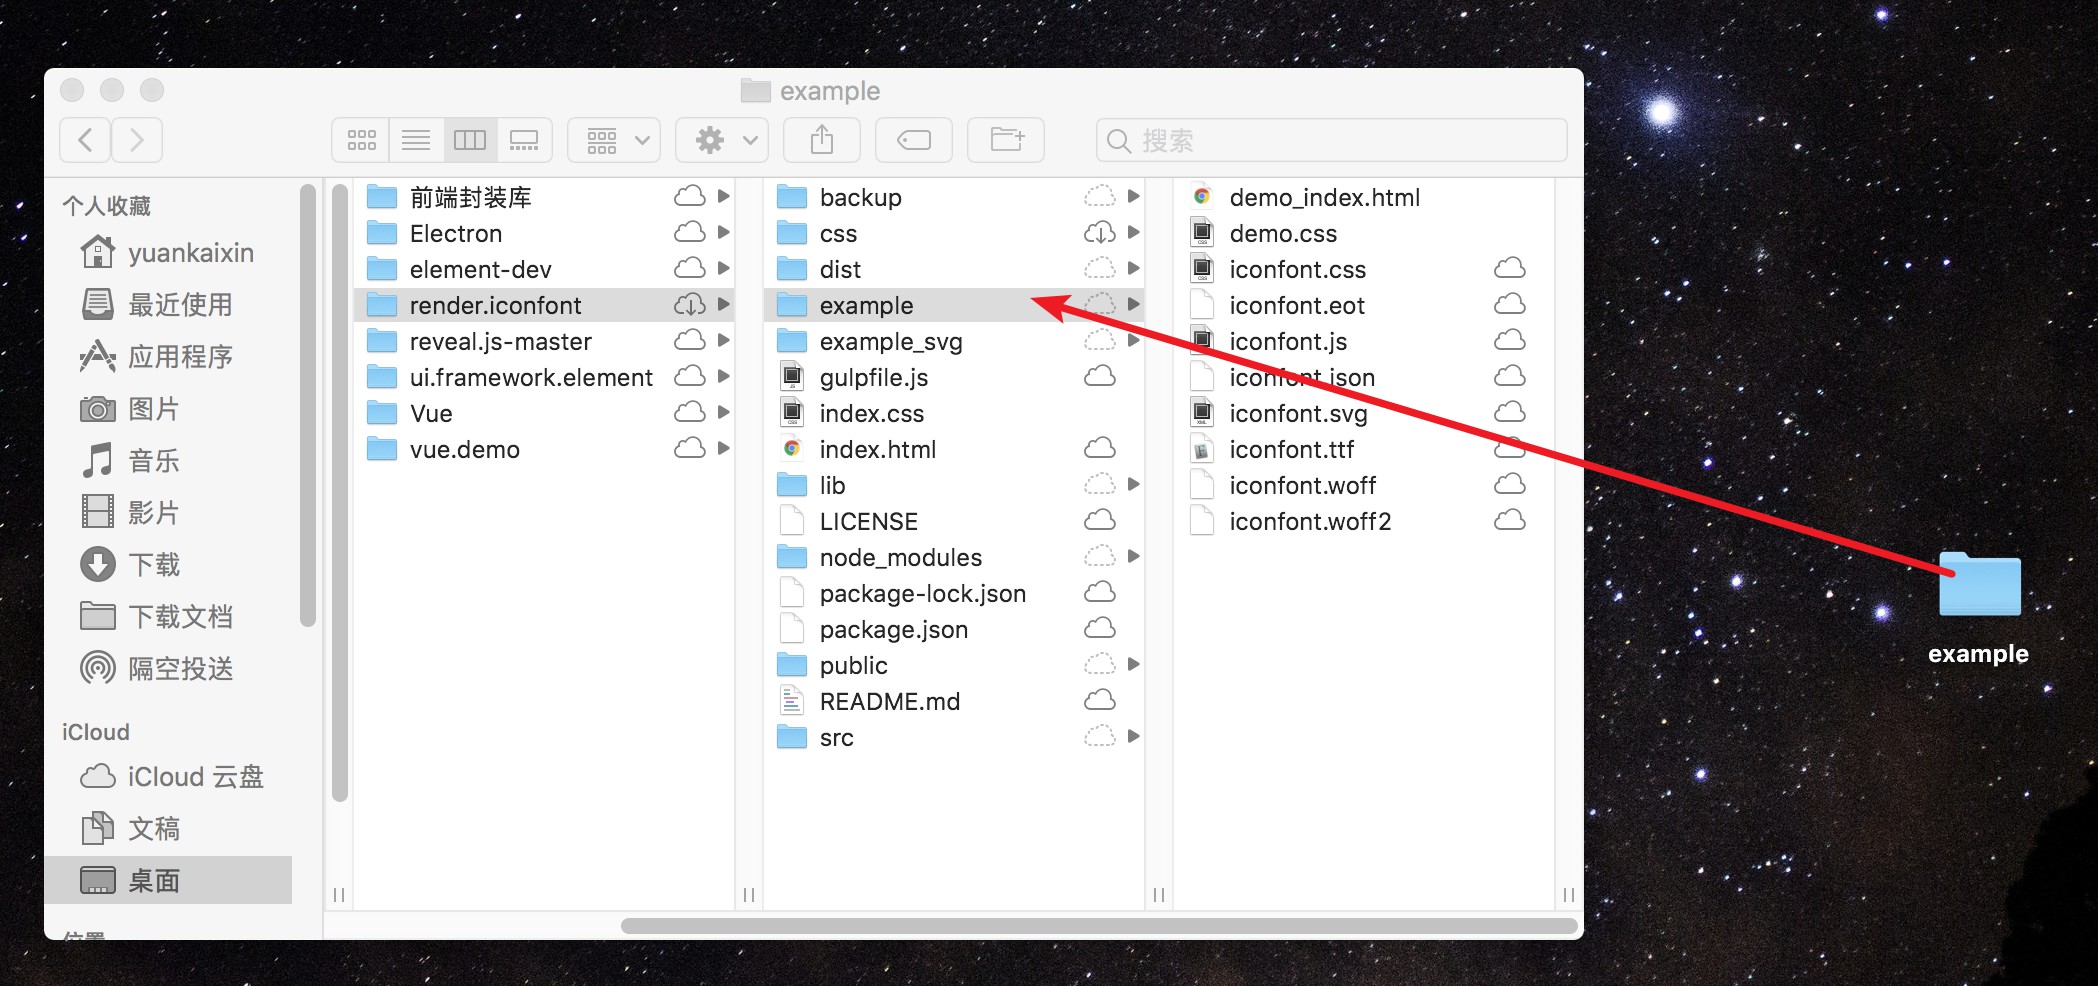 example
搜索
个人收藏
yuankaixin
最近使用
应用程序
图片
音乐
影片
下载
下载文档
隔空投送
iCloud
iCloud 云盘
文稿
桌面
位置
前端封装库
Electron
element-dev
render.iconfont
reveal.js-master
ui.framework.element
Vue
vue.demo
backup
css
dist
example
example_svg
gulpfile.js
index.css
index.html
lib
LICENSE
node_modules
package-lock.json
package.json
public
README.md
src
demo_index.html
demo.css
iconfont.css
iconfont.eot
iconfont.js
iconfont.json
iconfont.svg
iconfont.ttf
iconfont.woff
iconfont.woff2
example